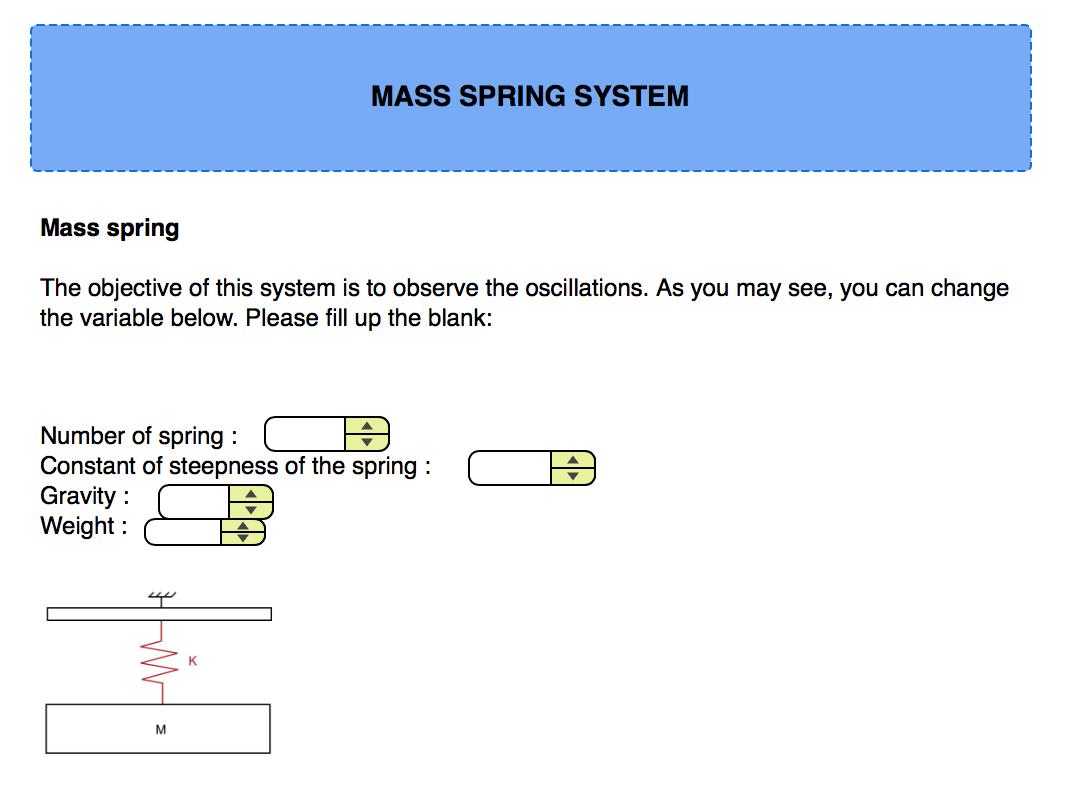 MASS SPRING SYSTEM
Mass spring
The objective of this system is to observe the oscillations. As you may see, you can change
the variable below. Please fill up the blank:
Number of spring :
Constant of steepness of the spring :
Gravity :
Weight :
K
M